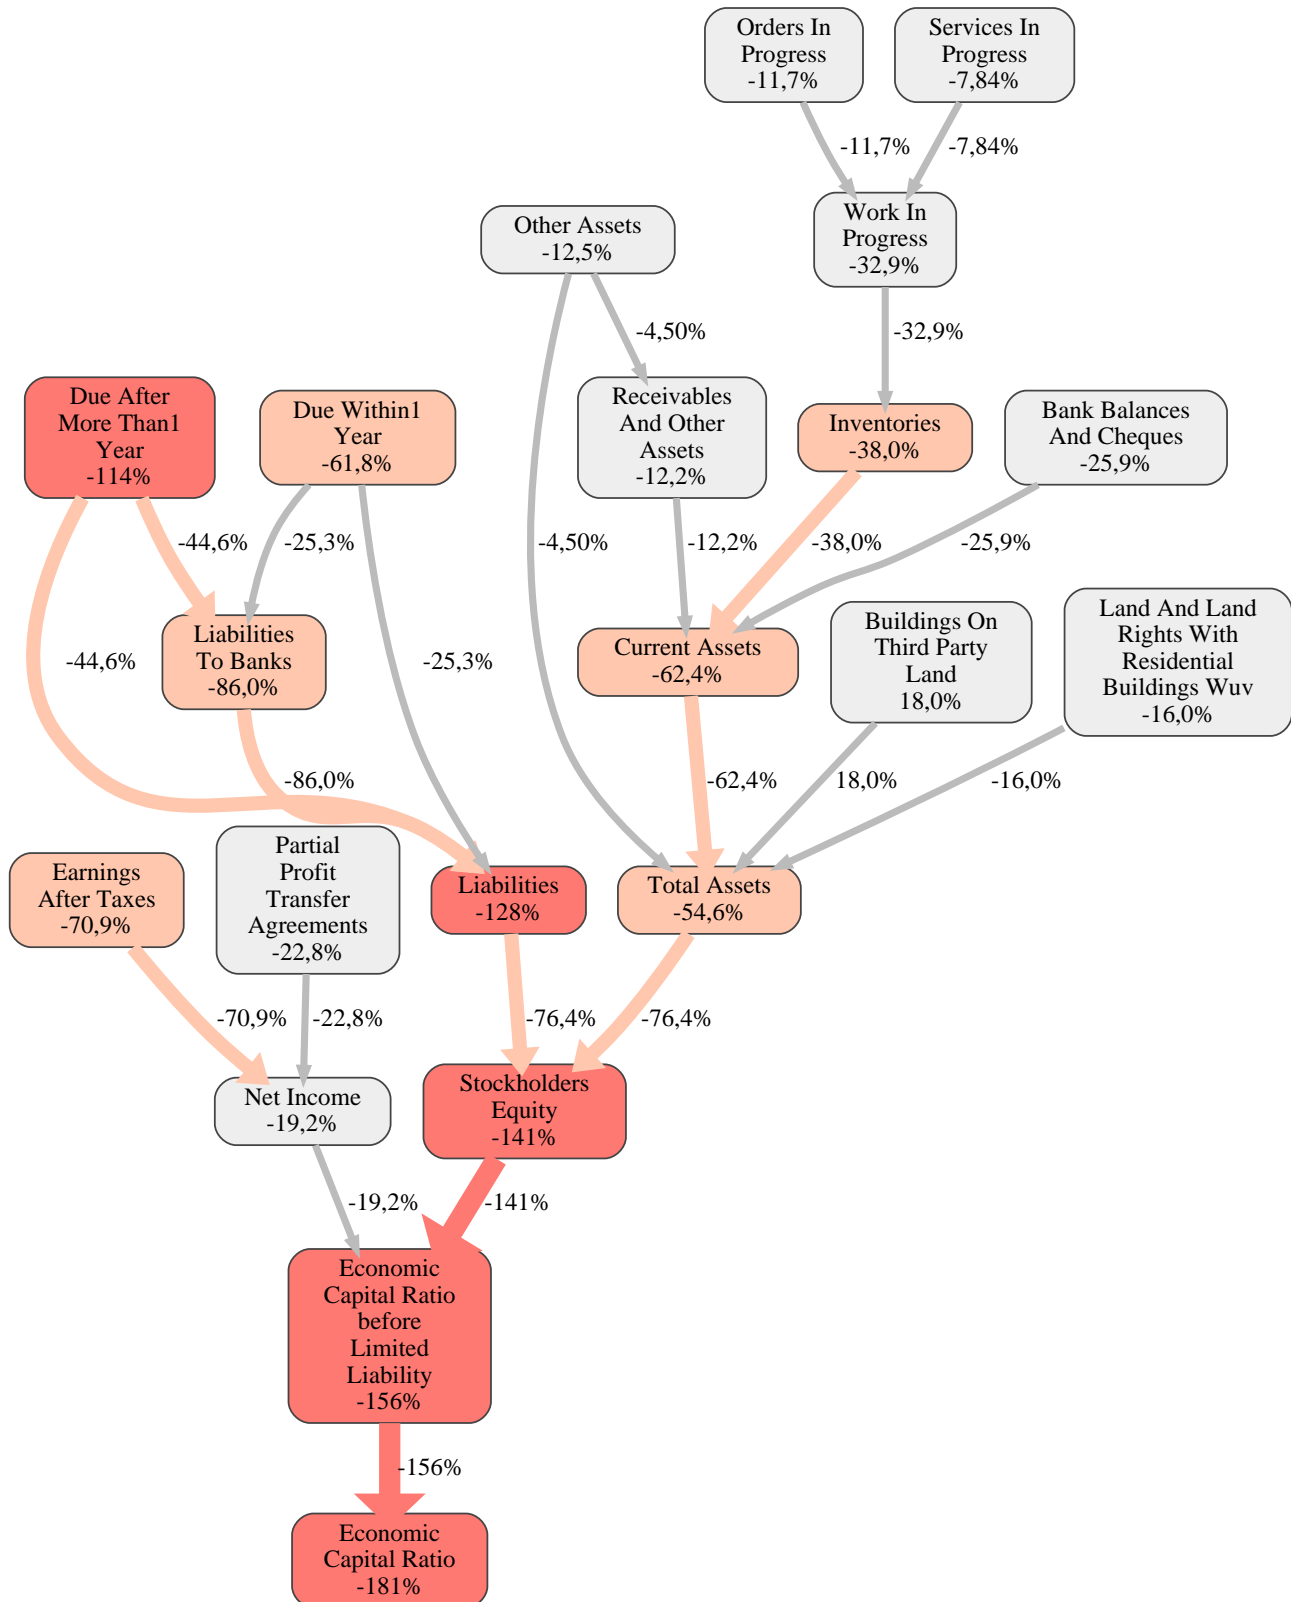 Orders In
Progress
-11,7%
Services In
Progress
-7,84%
-11,7%
-7,84%
Other Assets
-12,5%
Work In
Progress
-32,9%
-4,50%
-32,9%
Due After
More Than1
Year
-114%
Due Within1
Year
-61,8%
Receivables
And Other
Assets
-12,2%
Inventories
-38,0%
Bank Balances
And Cheques
-25,9%
-44,6%
-25,3%
-4,50%
-12,2%
-38,0%
-25,9%
Liabilities
To Banks
-86,0%
-44,6%
-25,3%
Current Assets
-62,4%
Buildings On
Third Party
Land
18,0%
Land And Land
Rights With
Residential
Buildings Wuv
-16,0%
-86,0%
-62,4%
18,0%
-16,0%
Earnings
After Taxes
-70,9%
Partial
Profit
Transfer
Agreements
-22,8%
Liabilities
-128%
Total Assets
-54,6%
-70,9%
-22,8%
-76,4%
-76,4%
Net Income
-19,2%
Stockholders
Equity
-141%
-19,2%
-141%
Economic
Capital Ratio
before
Limited
Liability
-156%
-156%
Economic
Capital Ratio
-181%